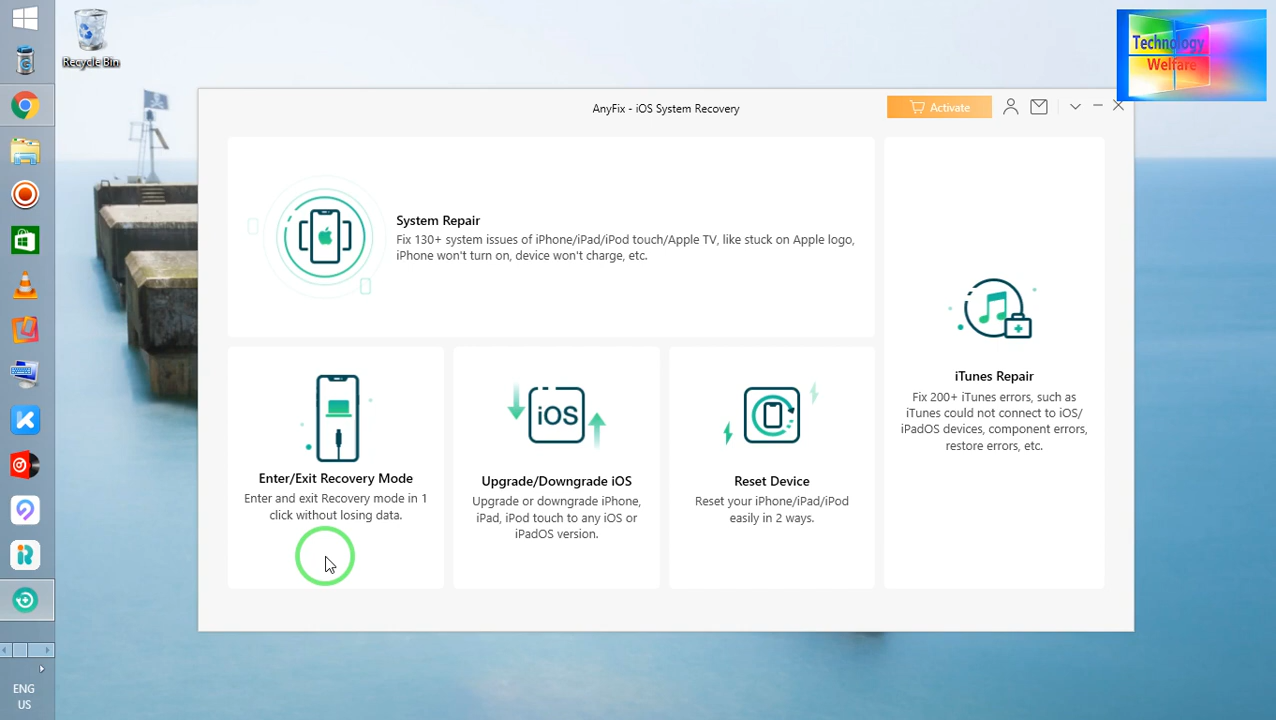 Recycle Bin
Technology
Welfare
AnyFix - iOS System Recovery
Activate
System Repair
Fix 130+ system issues of iPhone/iPad/iPod touch/Apple TV, like stuck on Apple logo,
iPhone won't turn on, device won't charge, etc.
Enter/Exit Recovery Mode
Enter and exit Recovery mode in 1
click without losing data.
iOS
Upgrade/Downgrade iOS
Upgrade or downgrade iPhone,
iPad, iPod touch to any iOS or
iPadOS version.
Reset Device
Reset your iPhone/iPad/iPod
easily in 2 ways.
iTunes Repair
Fix 200+ iTunes errors, such as
iTunes could not connect to iOS/
iPadOS devices, component errors,
restore errors, etc.
ENG
US